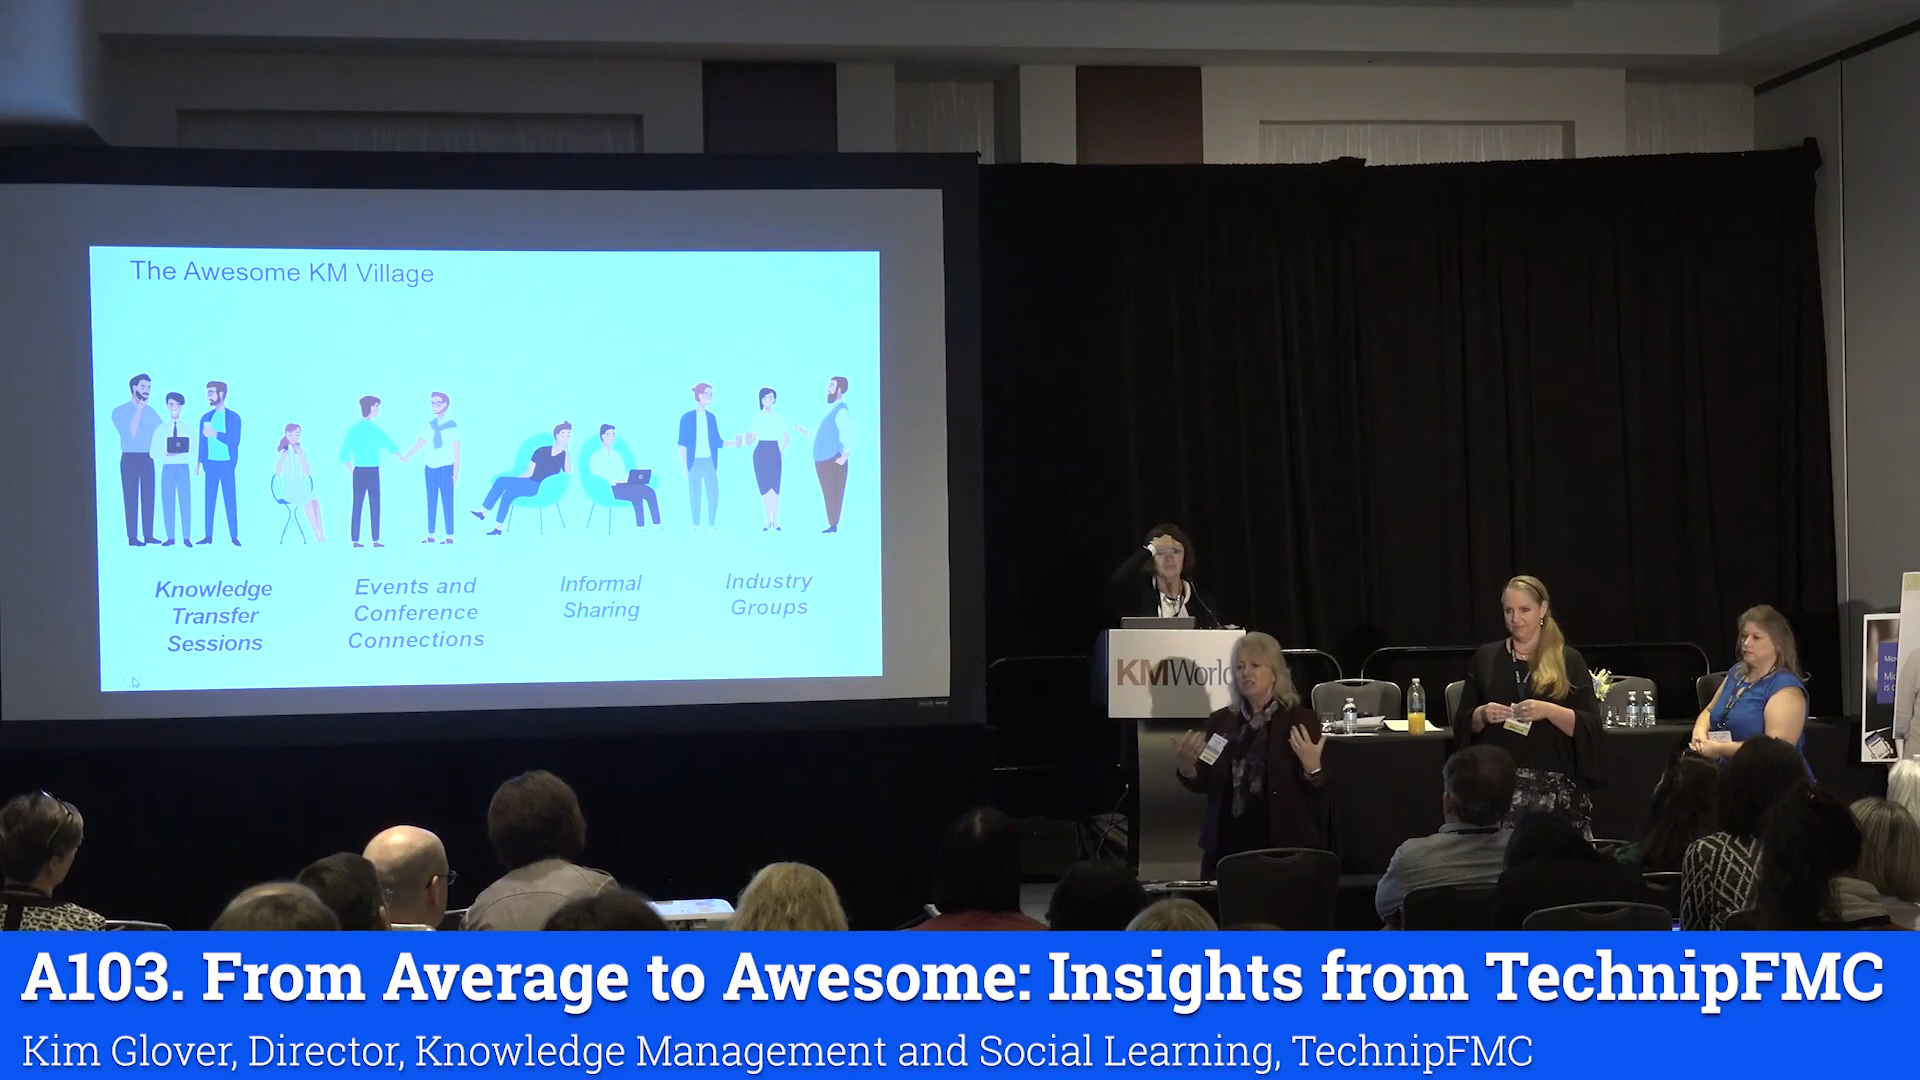 The Awesome KM Village
Knowledge
Transfer
Sessions
Events and
Conference
Connections
Informal
Sharing
Industry
Groups
KMWorld
A103. From Average to Awesome: Insights from TechnipFMC
Kim Glover, Director, Knowledge Management and Social Learning, TechnipFMC